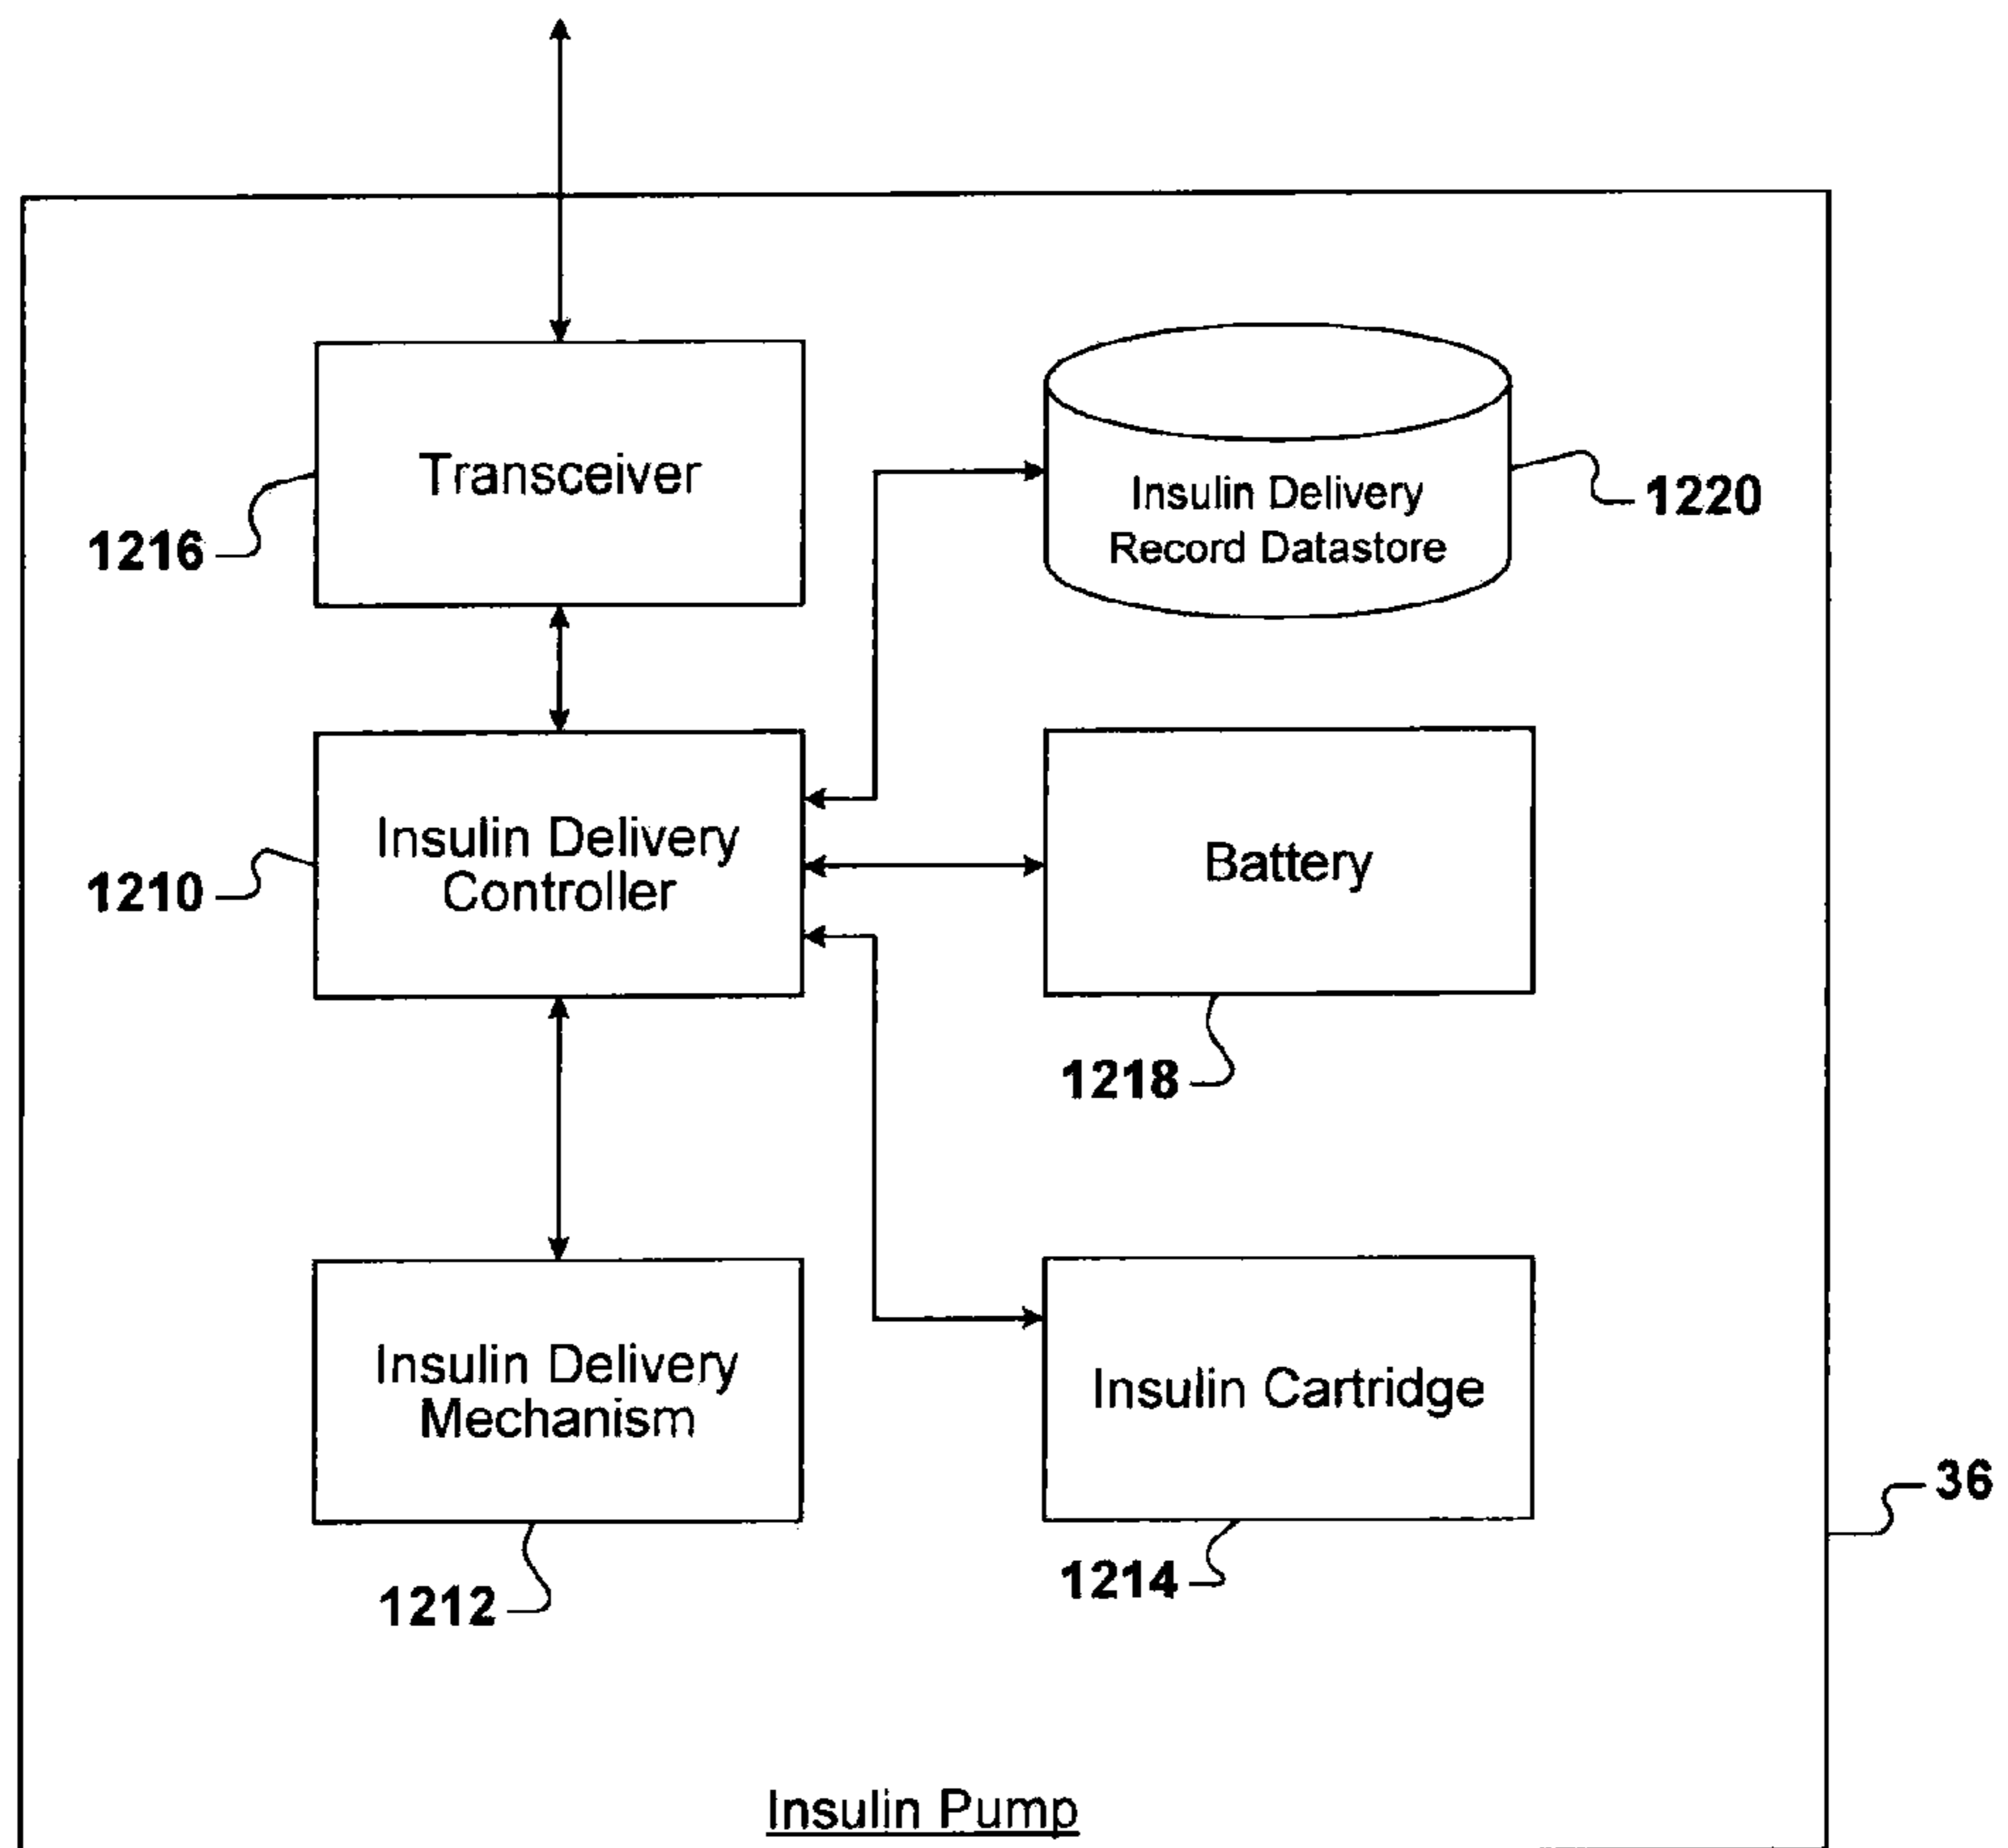 Transceiver
1216
Insulin Delivery
Record Datastore
1220
Insulin Delivery
Controller
1210
Battery
1218
Insulin Delivery
Mechanism
1212
Insulin Cartridge
1214
36
Insulin Pump